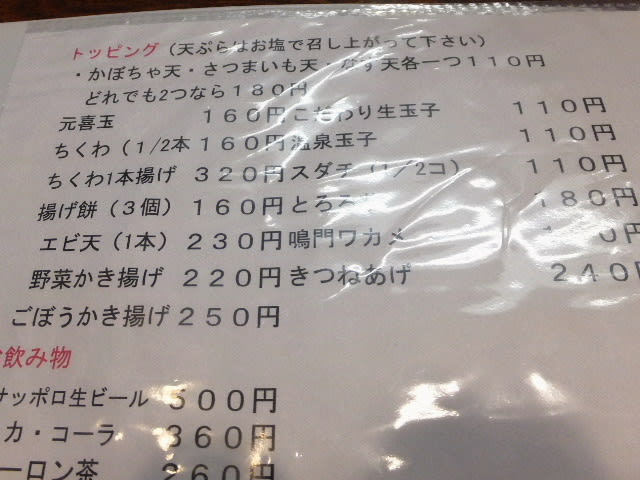 トッピング（天ぷらはお塩で召し上がって下さい）
・かぼちゃ天・さつまいも天・なす天各一つ１１０円
どれでも2つなら１８０円
元喜玉 １６０円 こだわり生玉子 １１０円
ちくわ（1/2本 １６０円 温泉玉子 １１０円
ちくわ1本揚げ ３２０円 スダチ（1/2コ） １１０円
揚げ餅（３個） １６０円 とろろ １８０円
エビ天（1本） ２３０円 鳴門ワカメ
野菜かき揚げ ２２０円 きつねあげ ２４０円
ごぼうかき揚げ ２５０円
飲み物
サッポロ生ビール ５００円
カ・コーラ ３６０円
ーロン茶 ２６０円